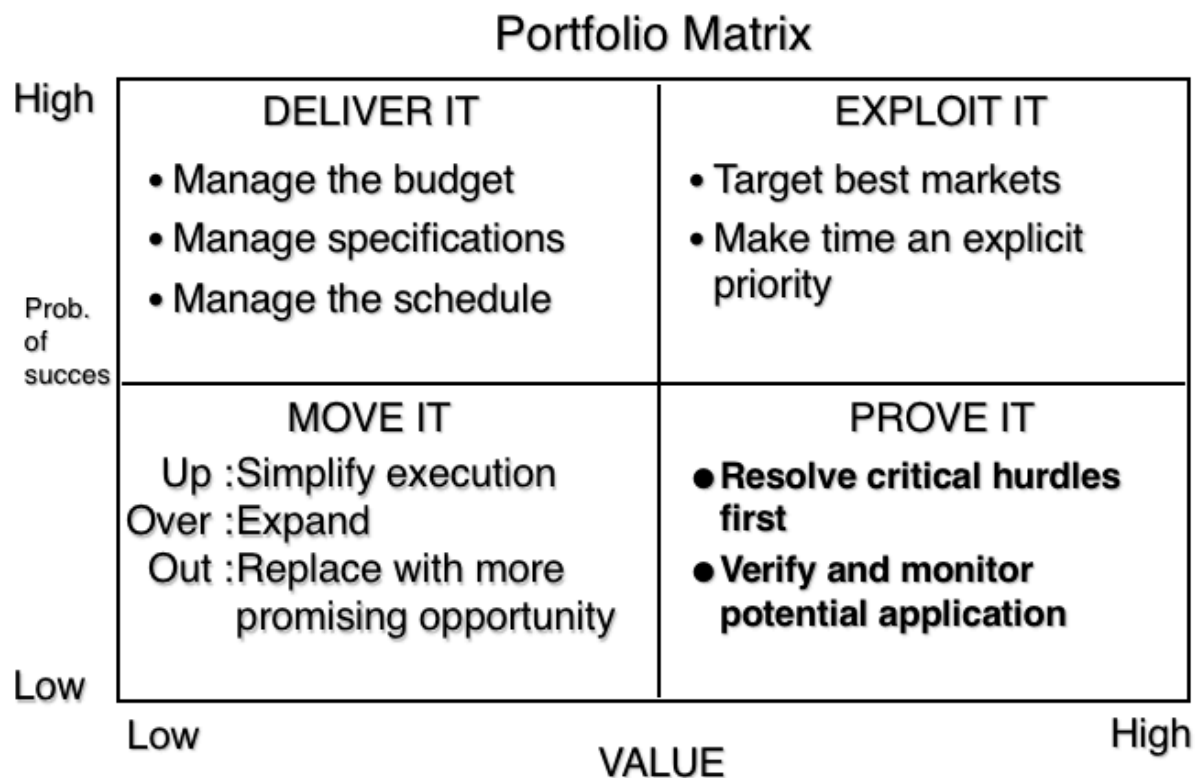 Portfolio Matrix
High
DELIVER IT
• Manage the budget
• Manage specifications
• Manage the schedule
EXPLOIT IT
• Target best markets
• Make time an explicit
priority
Prob.
of
succes
MOVE IT
Up :Simplify execution
Over :Expand
Out :Replace with more
promising opportunity
PROVE IT
● Resolve critical hurdles
first
● Verify and monitor
potential application
Low
Low
High
VALUE